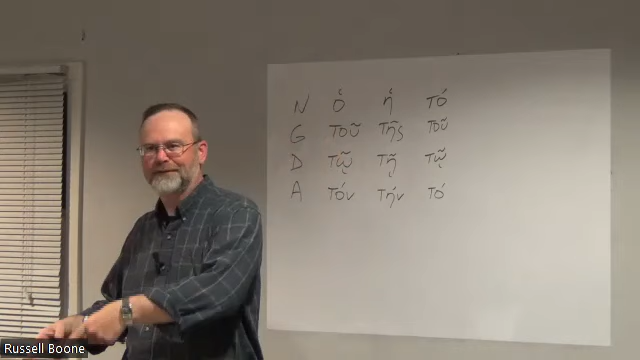 N ὁ ἡ τό
G τοῦ τῆς τοῦ
D τῷ τῇ τῷ
A τόν τήν τό
Russell Boone